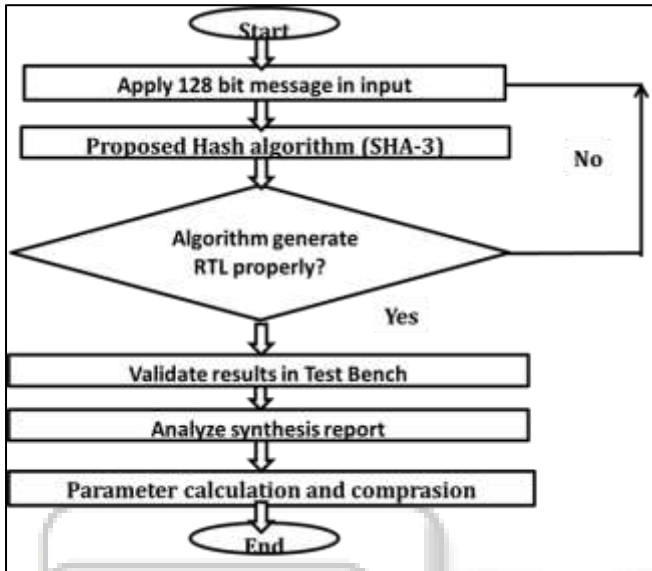 Start
Apply 128 bit message in input
Proposed Hash algorithm (SHA-3)
No
Algorithm generate
RTL properly?
Yes
Validate results in Test Bench
Analyze synthesis report
Parameter calculation and comprasion
End